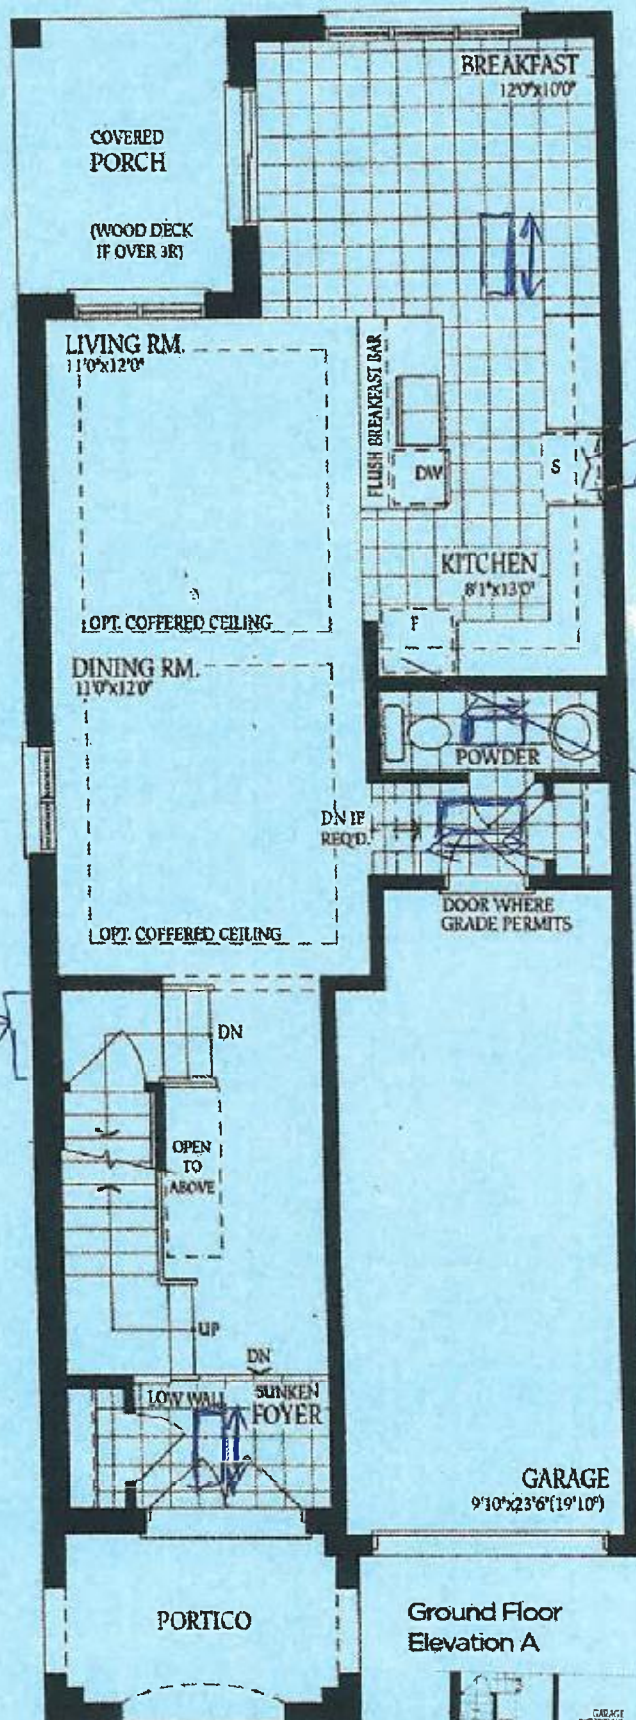 BREAKFAST
12'0"x10'0"
COVERED
PORCH
(WOOD DECK
IF OVER 3R)
LIVING RM.
11'0"x12'0"
FLUSH BREAKFAST BAR
DW
S
KITCHEN
8'1"x13'0"
OPT. COFFERED CEILING
F
DINING RM.
11'0"x12'0"
POWDER
DN IF
REQ'D.
DOOR WHERE
GRADE PERMITS
OPT. COFFERED CEILING
DN
OPEN
TO
ABOVE
UP
DN
LOW WALL
SUNKEN
FOYER
GARAGE
9'10"x23'6"(19'10")
PORTICO
Ground Floor
Elevation A
GARAGE